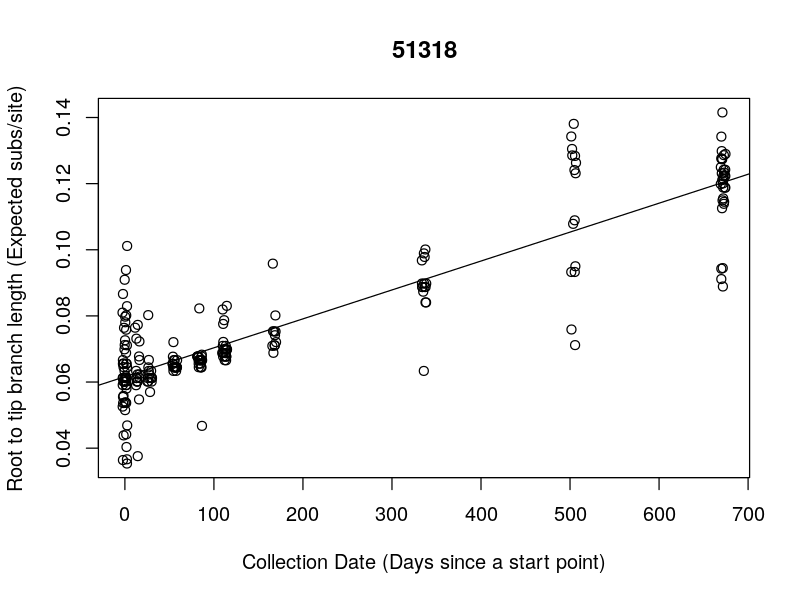 51318
Root to tip branch length (Expected subs/site)
0.14
0.12
0.10
0.08
0.06
0.04
0 100 200 300 400 500 600 700
Collection Date (Days since a start point)